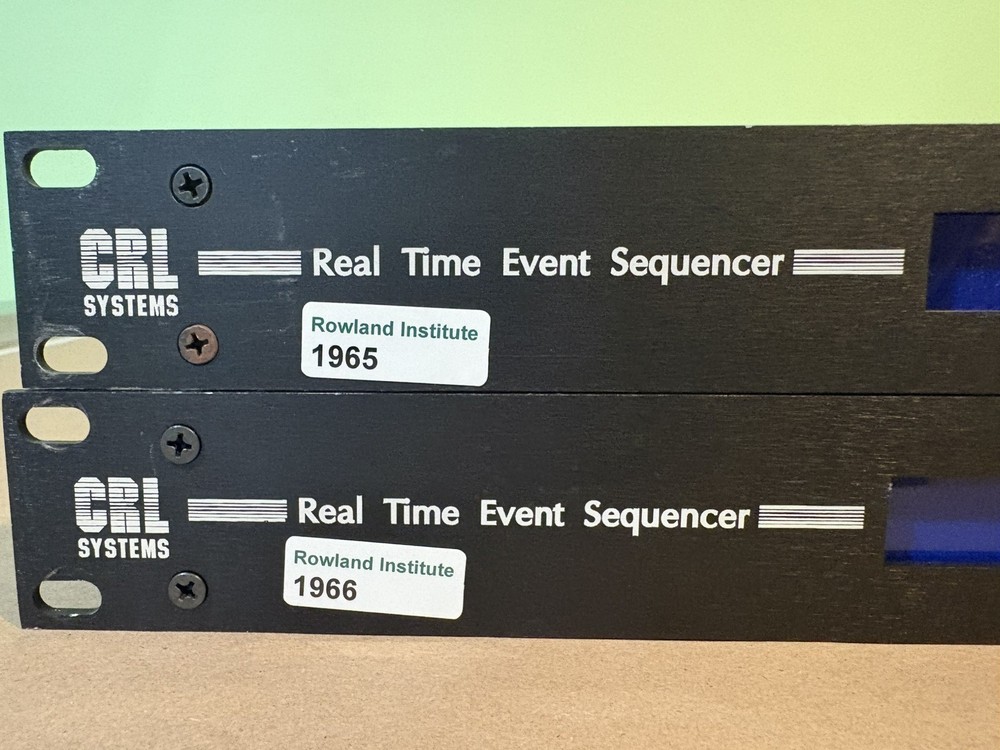 CRL
SYSTEMS
Real Time Event Sequencer
Rowland Institute
1965
CRL
SYSTEMS
Real Time Event Sequencer
Rowland Institute
1966